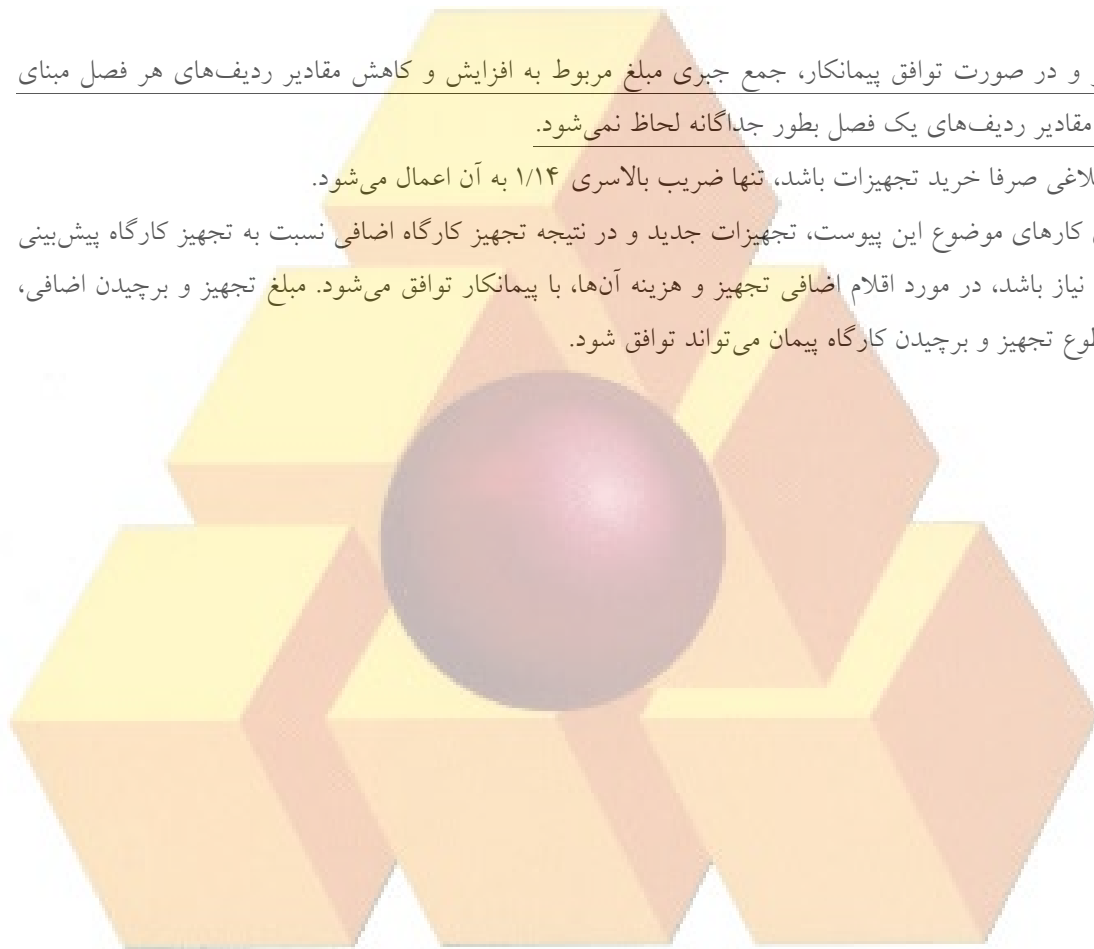 و در صورت توافق پیمانکار، جمع جبری مبلغ مربوط به افزایش و کاهش مقادیر ردیف‌های هر فصل مبنای
مقادیر ردیف‌های یک فصل بطور جداگانه لحاظ نمی‌شود.
صرفا خرید تجهیزات باشد، تنها ضریب بالاسری ۱/۱۴ به آن اعمال می‌شود.
کارهای موضوع این پیوست، تجهیزات جدید و در نتیجه تجهیز کارگاه اضافی نسبت به تجهیز کارگاه پیش‌بینی
نیاز باشد، در مورد اقلام اضافی تجهیز و هزینه آن‌ها، با پیمانکار توافق می‌شود. مبلغ تجهیز و برچیدن اضافی،
تجهیز و برچیدن کارگاه پیمان می‌تواند توافق شود.